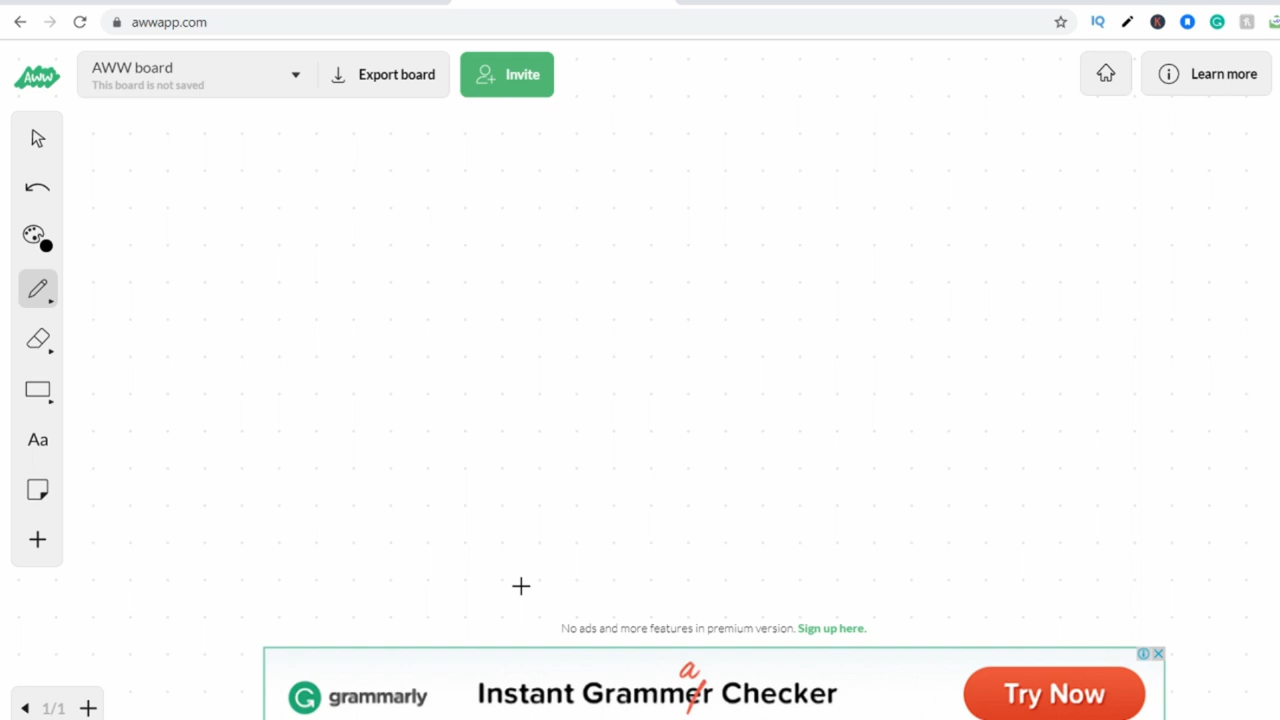 awwapp.com
IQ
K
AWW
AWW board
This board is not saved
Export board
Invite
Learn more
Aa
No ads and more features in premium version. Sign up here.
grammarly
a
Instant Grammer Checker
Try Now
1/1